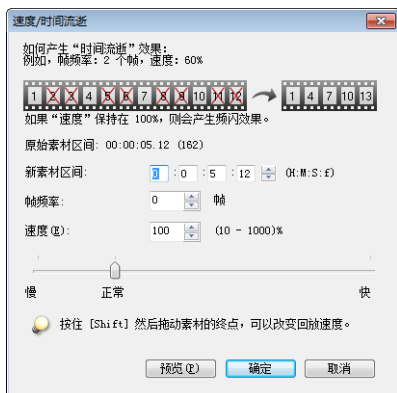 速度/时间流逝
如何产生“时间流逝”效果:
例如，帧频率: 2 个帧，速度: 60%
1 2 3 4 5 6 7 8 9 10 11 12 1 4 7 10 13
如果“速度”保持在 100%，则会产生频闪效果。
原始素材区间: 00:00:05.12 (162)
新素材区间: 0 : 0 : 5 : 12 (H:M:S:f)
帧频率: 0 帧
速度(E): 100 (10 - 1000)%
慢 正常 快
按住 [Shift] 然后拖动素材的终点，可以改变回放速度。
预览(P) 确定 取消